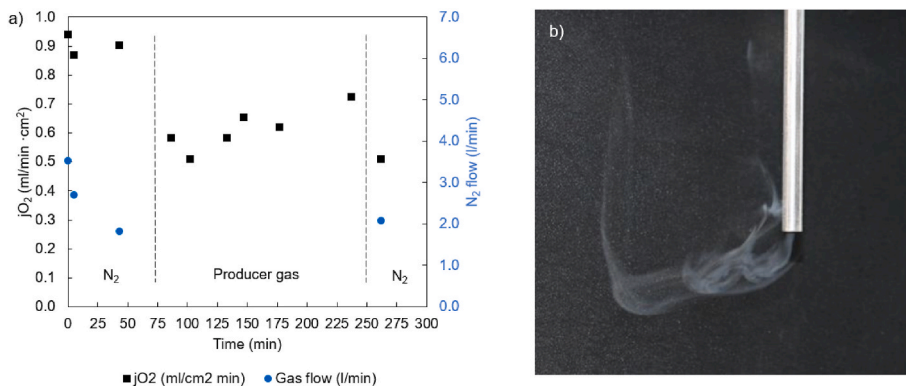 a)
1.0
0.9
0.8
0.7
0.6
0.5
0.4
0.3
0.2
0.1
0.0
jO₂ (ml/min ·cm²)
7.0
6.0
5.0
4.0
3.0
2.0
1.0
0.0
N₂ flow (l/min)
N₂
Producer gas
N₂
0 25 50 75 100 125 150 175 200 225 250 275 300
Time (min)
■ jO2 (ml/cm2 min) ● Gas flow (l/min)
b)